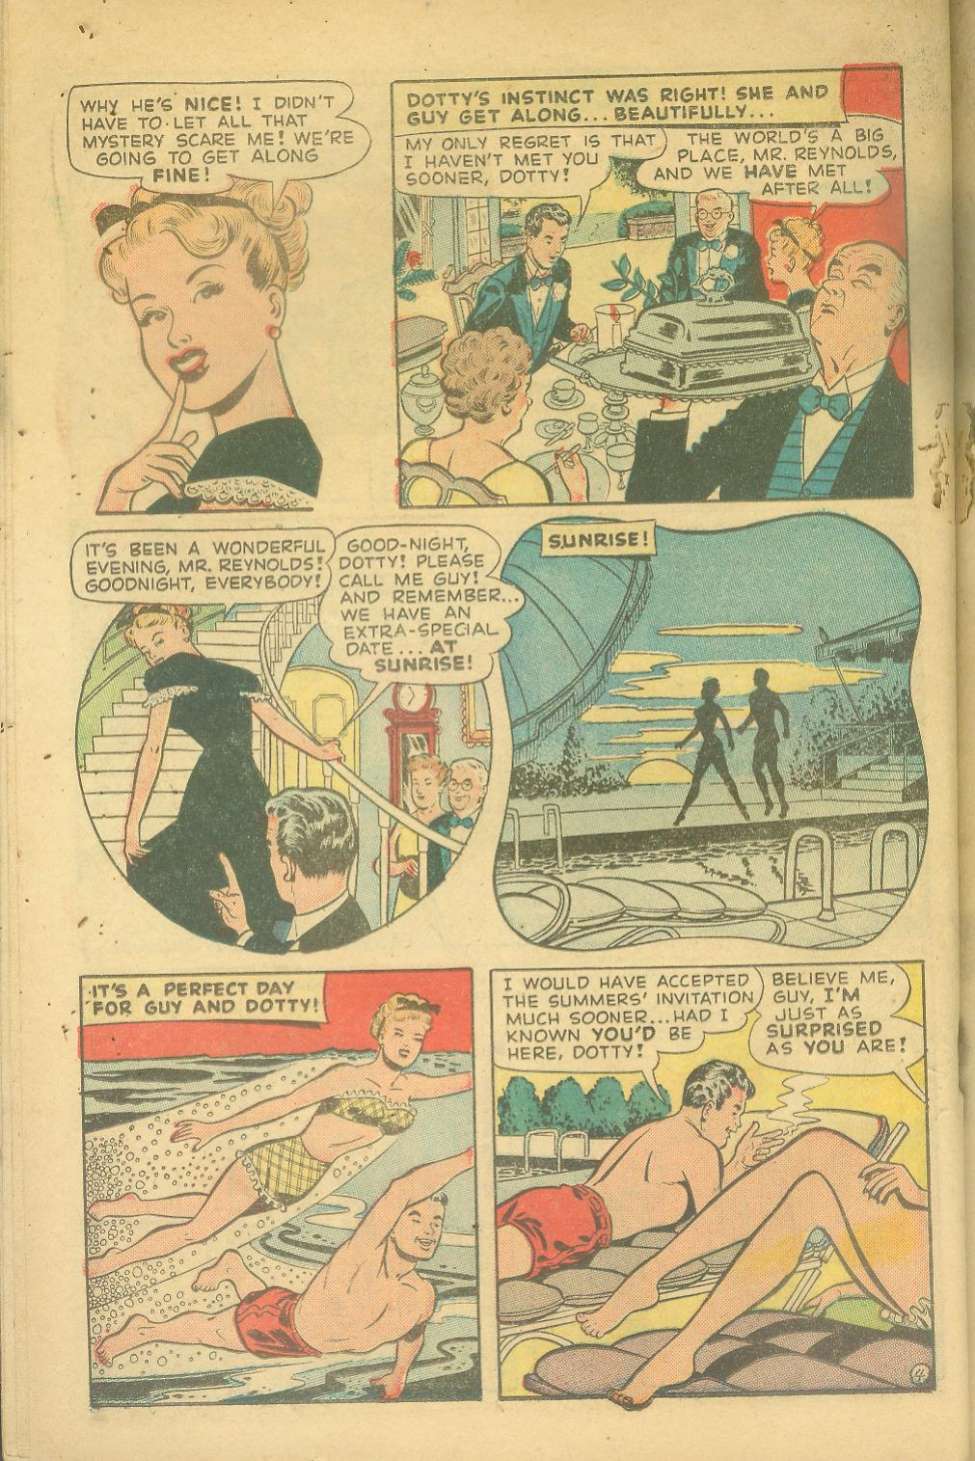 WHY HE'S NICE! I DIDN'T
HAVE TO LET ALL THAT
MYSTERY SCARE ME! WE'RE
GOING TO GET ALONG
FINE!
DOTTY'S INSTINCT WAS RIGHT! SHE AND
GUY GET ALONG... BEAUTIFULLY...
MY ONLY REGRET IS THAT
I HAVEN'T MET YOU
SOONER, DOTTY!
THE WORLD'S A BIG
PLACE, MR. REYNOLDS,
AND WE HAVE MET
AFTER ALL!
IT'S BEEN A WONDERFUL
EVENING, MR. REYNOLDS!
GOODNIGHT, EVERYBODY!
GOOD-NIGHT,
DOTTY! PLEASE
CALL ME GUY!
AND REMEMBER...
WE HAVE AN
EXTRA-SPECIAL
DATE... AT
SUNRISE!
SUNRISE!
IT'S A PERFECT DAY
FOR GUY AND DOTTY!
I WOULD HAVE ACCEPTED
THE SUMMERS' INVITATION
MUCH SOONER...HAD I
KNOWN YOU'D BE
HERE, DOTTY!
BELIEVE ME,
GUY, I'M
JUST AS
SURPRISED
AS YOU ARE!
4